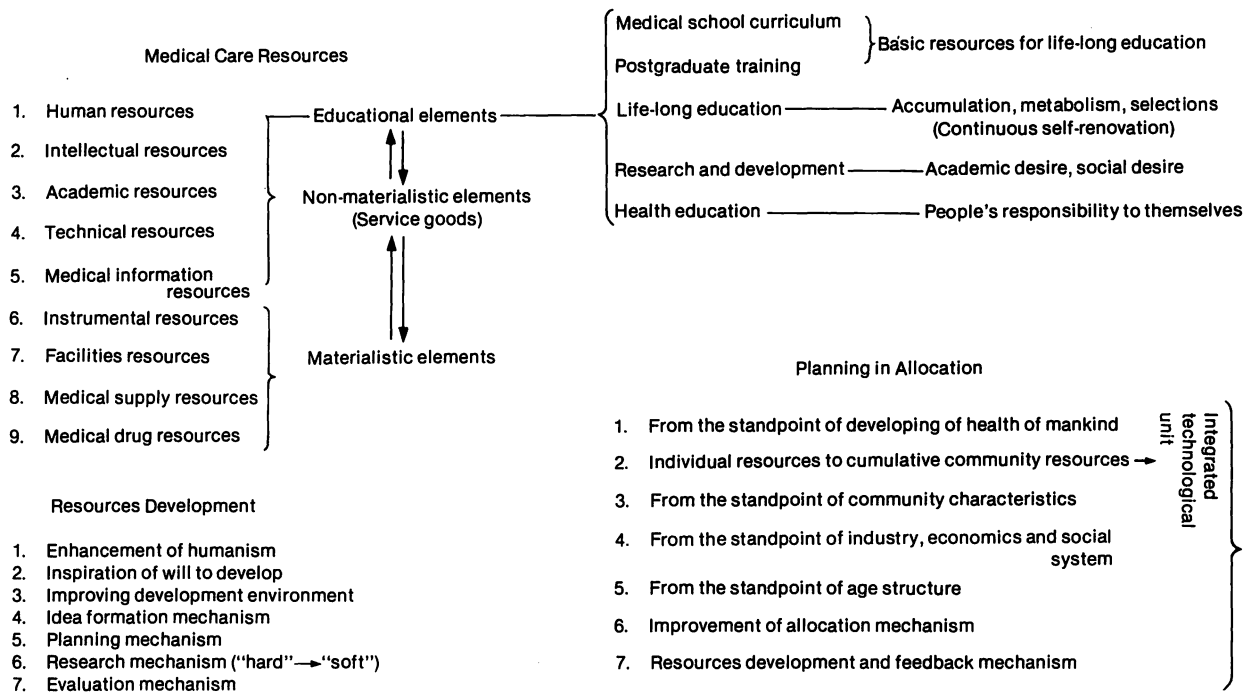 Medical Care Resources
1. Human resources
2. Intellectual resources
3. Academic resources
4. Technical resources
5. Medical information
resources
6. Instrumental resources
7. Facilities resources
8. Medical supply resources
9. Medical drug resources
Educational elements
Non-materialistic elements
(Service goods)
Materialistic elements
Medical school curriculum
Postgraduate training
Basic resources for life-long education
Life-long education
Accumulation, metabolism, selections
(Continuous self-renovation)
Research and development
Academic desire, social desire
Health education
People's responsibility to themselves
Resources Development
1. Enhancement of humanism
2. Inspiration of will to develop
3. Improving development environment
4. Idea formation mechanism
5. Planning mechanism
6. Research mechanism (“hard”→“soft”)
7. Evaluation mechanism
Planning in Allocation
1. From the standpoint of developing of health of mankind
2. Individual resources to cumulative community resources →
3. From the standpoint of community characteristics
4. From the standpoint of industry, economics and social
system
5. From the standpoint of age structure
6. Improvement of allocation mechanism
7. Resources development and feedback mechanism
Integrated
technological
unit